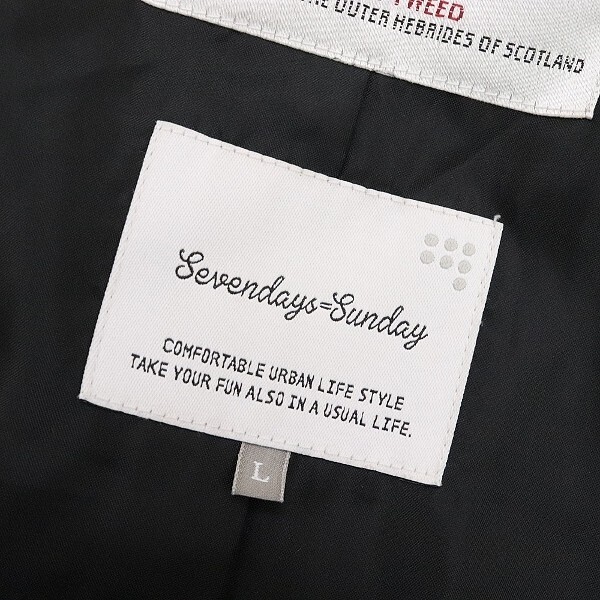 TWEED
OUTER HEBRIDES OF SCOTLAND
Sevendays=Sunday
COMFORTABLE URBAN LIFE STYLE
TAKE YOUR FUN ALSO IN A USUAL LIFE.
L